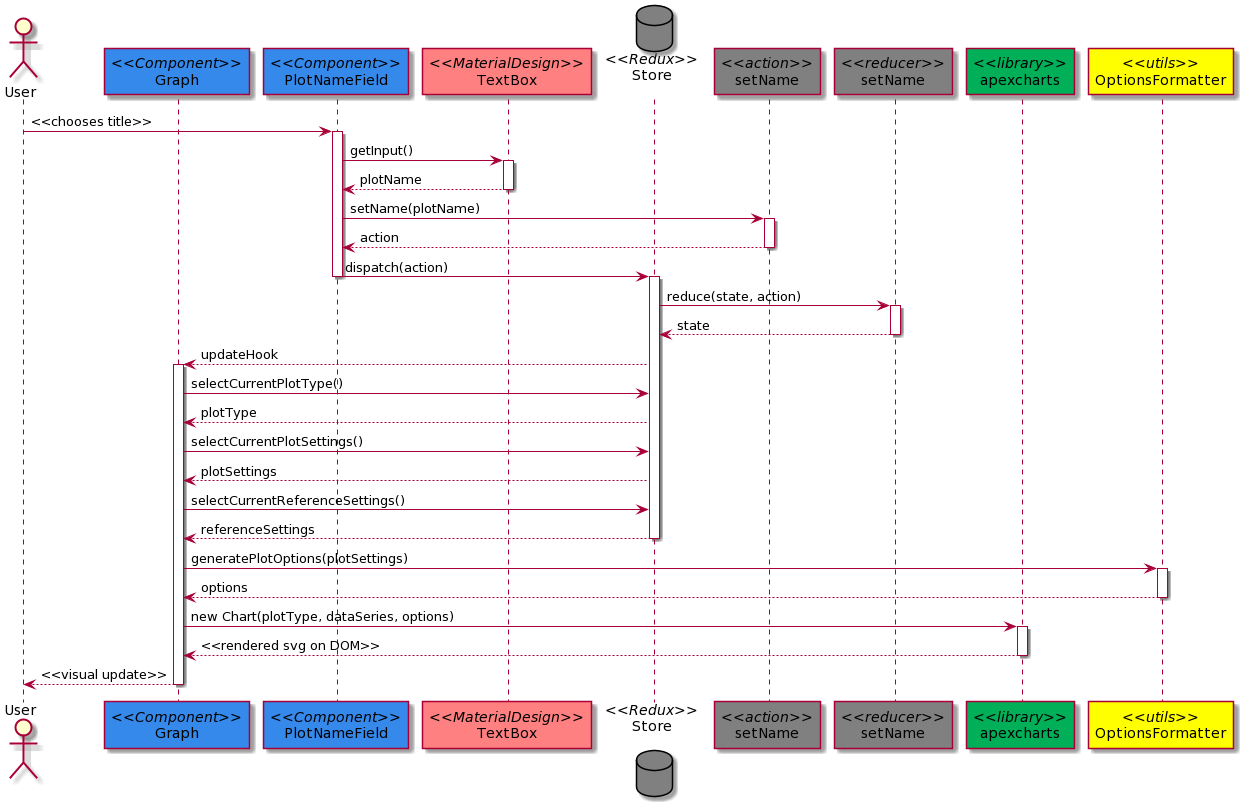 User
<<Component>>
Graph
<<Component>>
PlotNameField
<<MaterialDesign>>
TextBox
<<Redux>>
Store
<<action>>
setName
<<reducer>>
setName
<<library>>
apexcharts
<<utils>>
OptionsFormatter
<<chooses title>>
getInput()
plotName
setName(plotName)
action
dispatch(action)
reduce(state, action)
state
updateHook
selectCurrentPlotType()
plotType
selectCurrentPlotSettings()
plotSettings
selectCurrentReferenceSettings()
referenceSettings
generatePlotOptions(plotSettings)
options
new Chart(plotType, dataSeries, options)
<<rendered svg on DOM>>
<<visual update>>
User
<<Component>>
Graph
<<Component>>
PlotNameField
<<MaterialDesign>>
TextBox
<<Redux>>
Store
<<action>>
setName
<<reducer>>
setName
<<library>>
apexcharts
<<utils>>
OptionsFormatter